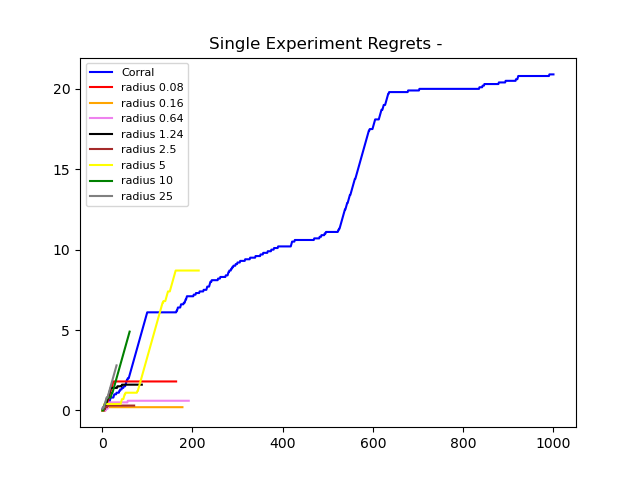 Single Experiment Regrets -
Corral
radius 0.08
radius 0.16
radius 0.64
radius 1.24
radius 2.5
radius 5
radius 10
radius 25
20
15
10
5
0
0 200 400 600 800 1000